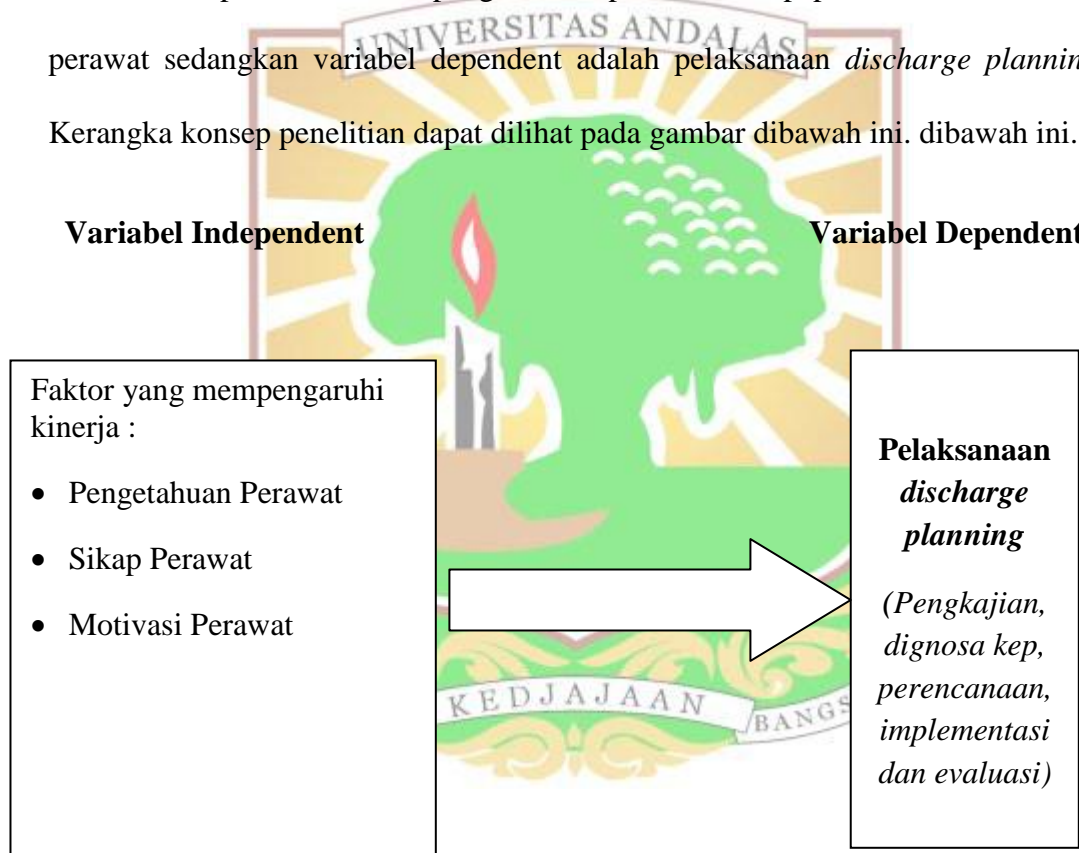 UNIVERSITAS ANDALAS
perawat sedangkan variabel dependent adalah pelaksanaan discharge plannin
Kerangka konsep penelitian dapat dilihat pada gambar dibawah ini. dibawah ini.
Variabel Independent
Variabel Dependent
Faktor yang mempengaruhi
kinerja :
• Pengetahuan Perawat
• Sikap Perawat
• Motivasi Perawat
Pelaksanaan
discharge
planning
(Pengkajian,
dignosa kep,
perencanaan,
implementasi
dan evaluasi)
KEDJAJAAN BANGS